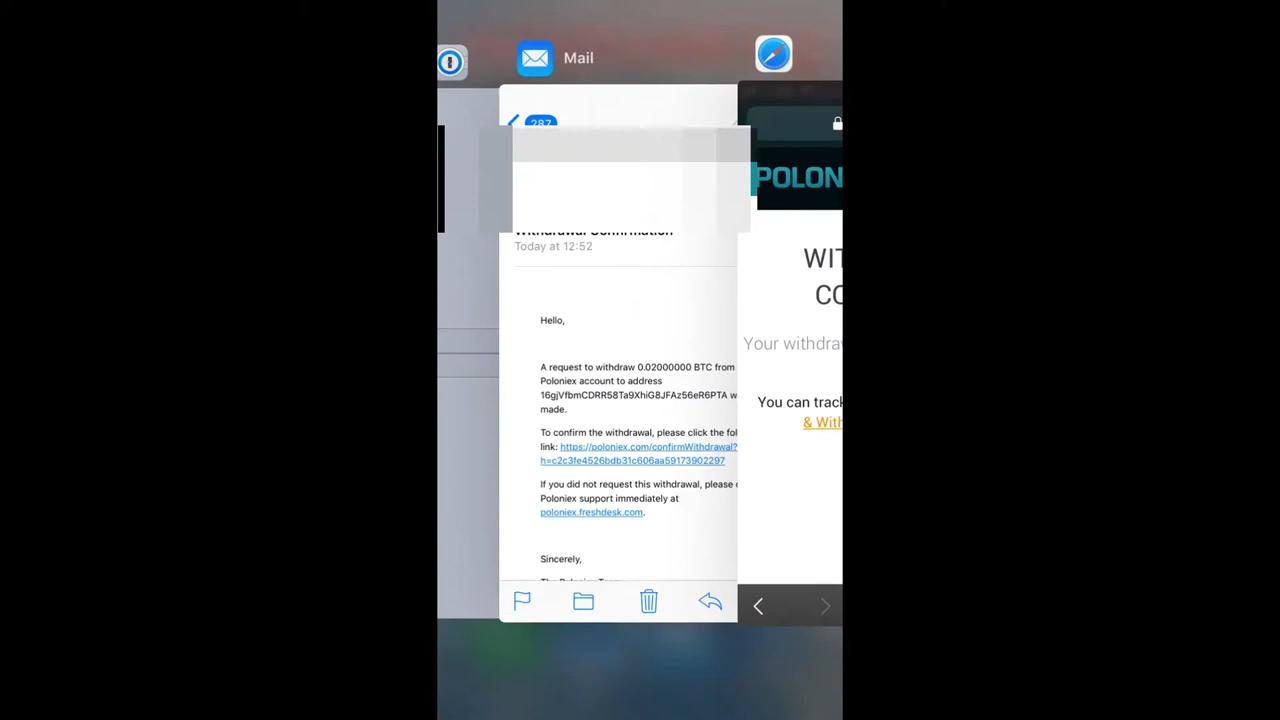 Mail
287
Withdrawal Confirmation
Today at 12:52
Hello,
A request to withdraw 0.02000000 BTC from
Poloniex account to address
16gjVfbmCDRR58Ta9XhiG8JFAz56eR6PTA w
made.
To confirm the withdrawal, please click the fol
link: https://poloniex.com/confirmWithdrawal?
h=c2c3fe4526bdb31c606aa59173902297
If you did not request this withdrawal, please c
Poloniex support immediately at
poloniex.freshdesk.com.
Sincerely,
The Poloniex Team
POLON
WIT
CO
Your withdra
You can track
& With